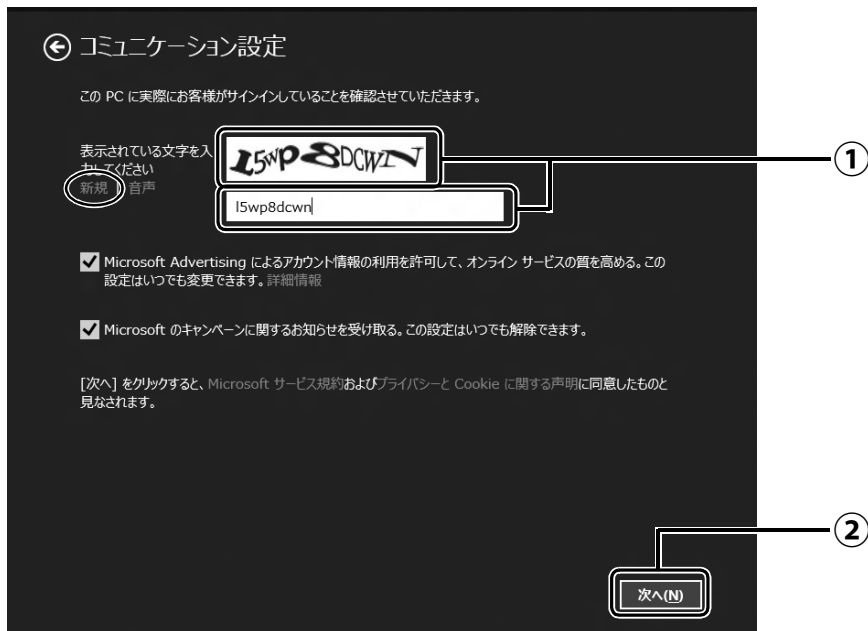 コミュニケーション設定
この PC に実際にお客様がサインインしていることを確認させていただきます。
表示されている文字を入
力してください
新規 | 音声
I5wP8DCWN
l5wp8dcwn
①
Microsoft Advertising によるアカウント情報の利用を許可して、オンライン サービスの質を高める。この
設定はいつでも変更できます。詳細情報
Microsoft のキャンペーンに関するお知らせを受け取る。この設定はいつでも解除できます。
[次へ] をクリックすると、Microsoft サービス規約およびプライバシーと Cookie に関する声明に同意したものと
見なされます。
②
次へ(N)